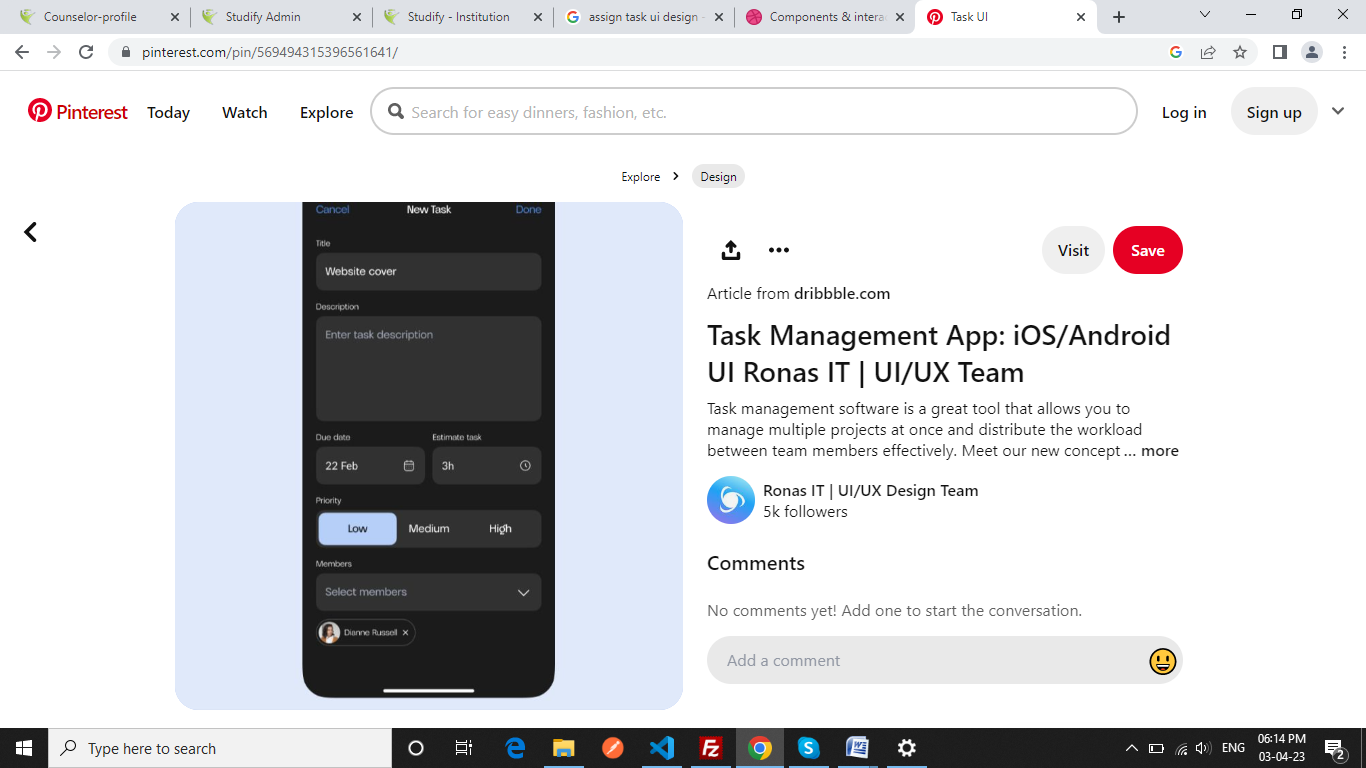 Counselor-profile
Studify Admin
Studify - Institution
assign task ui design -
Components & intera
Task UI
pinterest.com/pin/569494315396561641/
Pinterest
Today
Watch
Explore
Search for easy dinners, fashion, etc.
Log in
Sign up
Explore
Design
Cancel
New Task
Done
Title
Website cover
Description
Enter task description
Due date
Estimate task
22 Feb
3h
Priority
Low
Medium
High
Members
Select members
Dianne Russell
Visit
Save
Article from dribbble.com
Task Management App: iOS/Android
UI Ronas IT | UI/UX Team
Task management software is a great tool that allows you to
manage multiple projects at once and distribute the workload
between team members effectively. Meet our new concept ... more
Ronas IT | UI/UX Design Team
5k followers
Comments
No comments yet! Add one to start the conversation.
Add a comment
Type here to search
ENG
06:14 PM
03-04-23
2